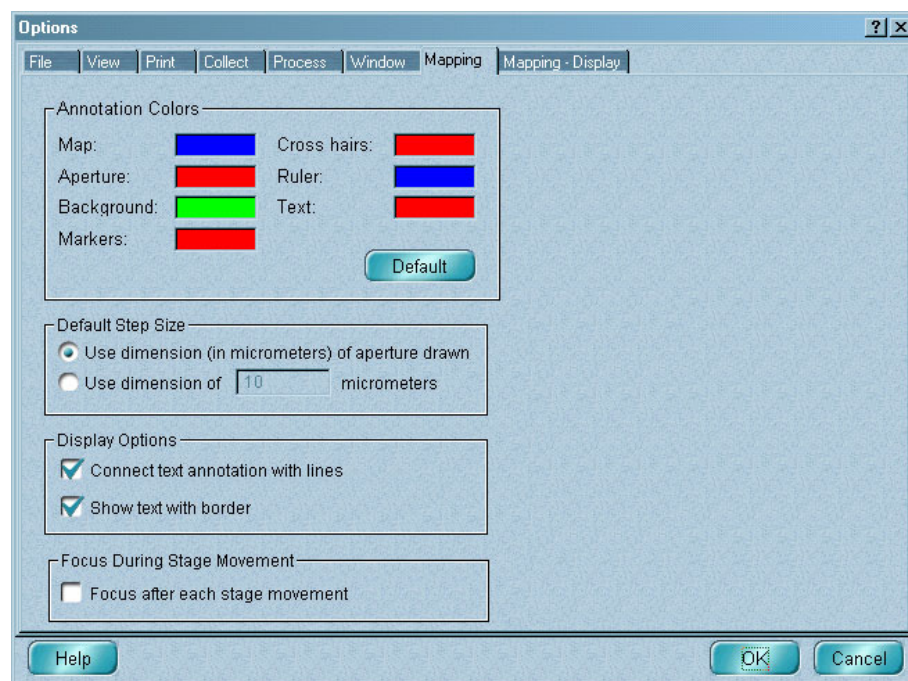 Options
File View Print Collect Process Window Mapping Mapping - Display
Annotation Colors
Map: Cross hairs:
Aperture: Ruler:
Background: Text:
Markers:
Default
Default Step Size
Use dimension (in micrometers) of aperture drawn
Use dimension of 10 micrometers
Display Options
Connect text annotation with lines
Show text with border
Focus During Stage Movement
Focus after each stage movement
Help OK Cancel